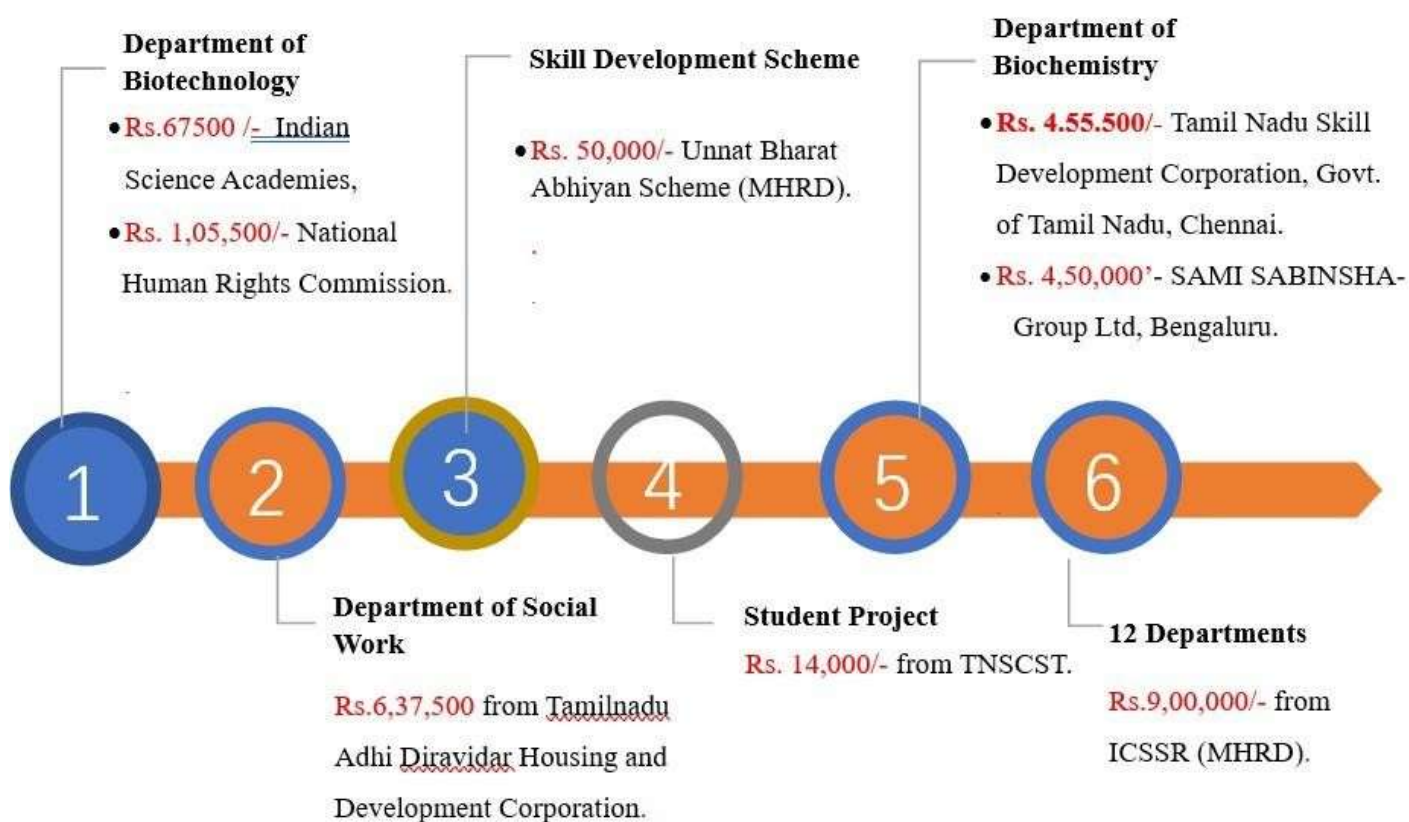 Department of
Biotechnology
•Rs.67500 /- Indian
Science Academies,
•Rs. 1,05,500/- National
Human Rights Commission.
Skill Development Scheme
•Rs. 50,000/- Unnat Bharat
Abhiyan Scheme (MHRD).
Department of
Biochemistry
•Rs. 4.55.500/- Tamil Nadu Skill
Development Corporation, Govt.
of Tamil Nadu, Chennai.
•Rs. 4,50,000’- SAMI SABINSHA-
Group Ltd, Bengaluru.
1
2
3
4
5
6
Department of Social
Work
Rs.6,37,500 from Tamilnadu
Adhi Diravidar Housing and
Development Corporation.
Student Project
Rs. 14,000/- from TNSCST.
12 Departments
Rs.9,00,000/- from
ICSSR (MHRD).